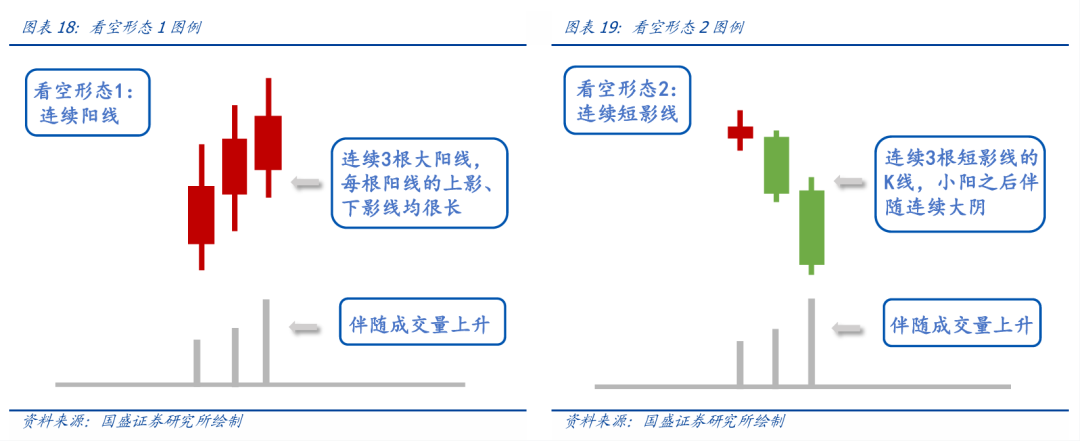 图表 18：看空形态 1 图例
看空形态1：
连续阳线
连续3根大阳线，
每根阳线的上影、
下影线均很长
伴随成交量上升
资料来源：国盛证券研究所绘制
图表 19：看空形态 2 图例
看空形态2：
连续短影线
连续3根短影线的
K线，小阳之后伴
随连续大阴
伴随成交量上升
资料来源：国盛证券研究所绘制